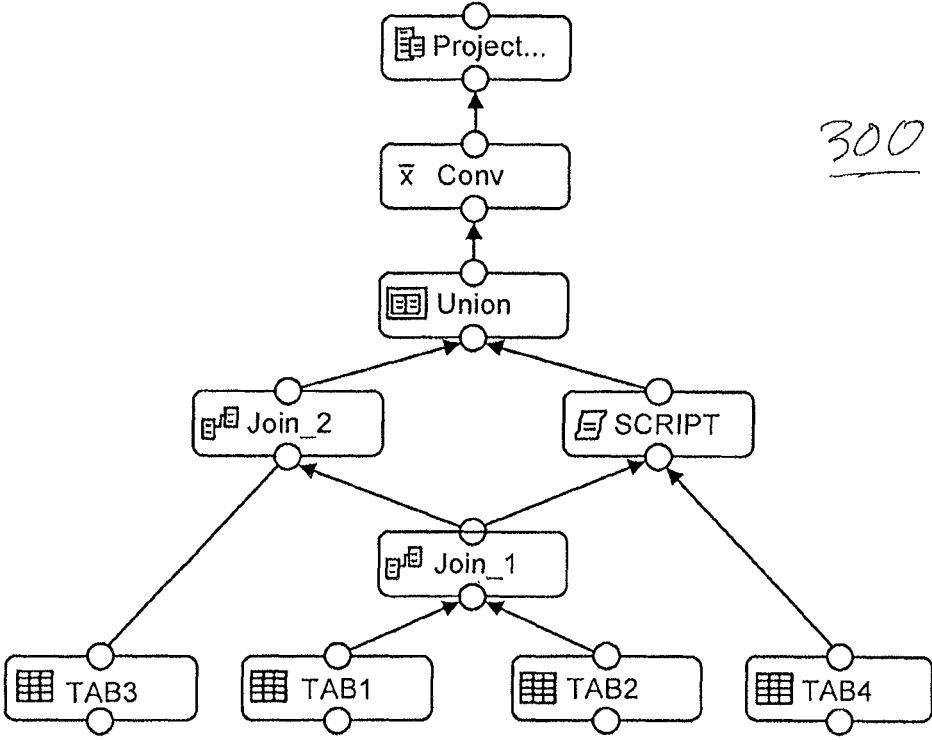 Project...
300
x̄ Conv
Union
Join_2
SCRIPT
Join_1
TAB3
TAB1
TAB2
TAB4